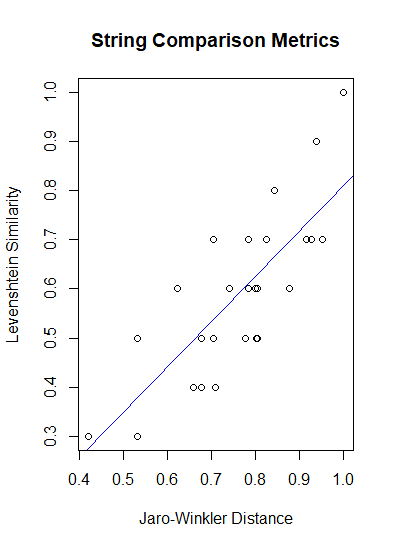 String Comparison Metrics
Levenshtein Similarity
1.0
0.9
0.8
0.7
0.6
0.5
0.4
0.3
0.4 0.5 0.6 0.7 0.8 0.9 1.0
Jaro-Winkler Distance